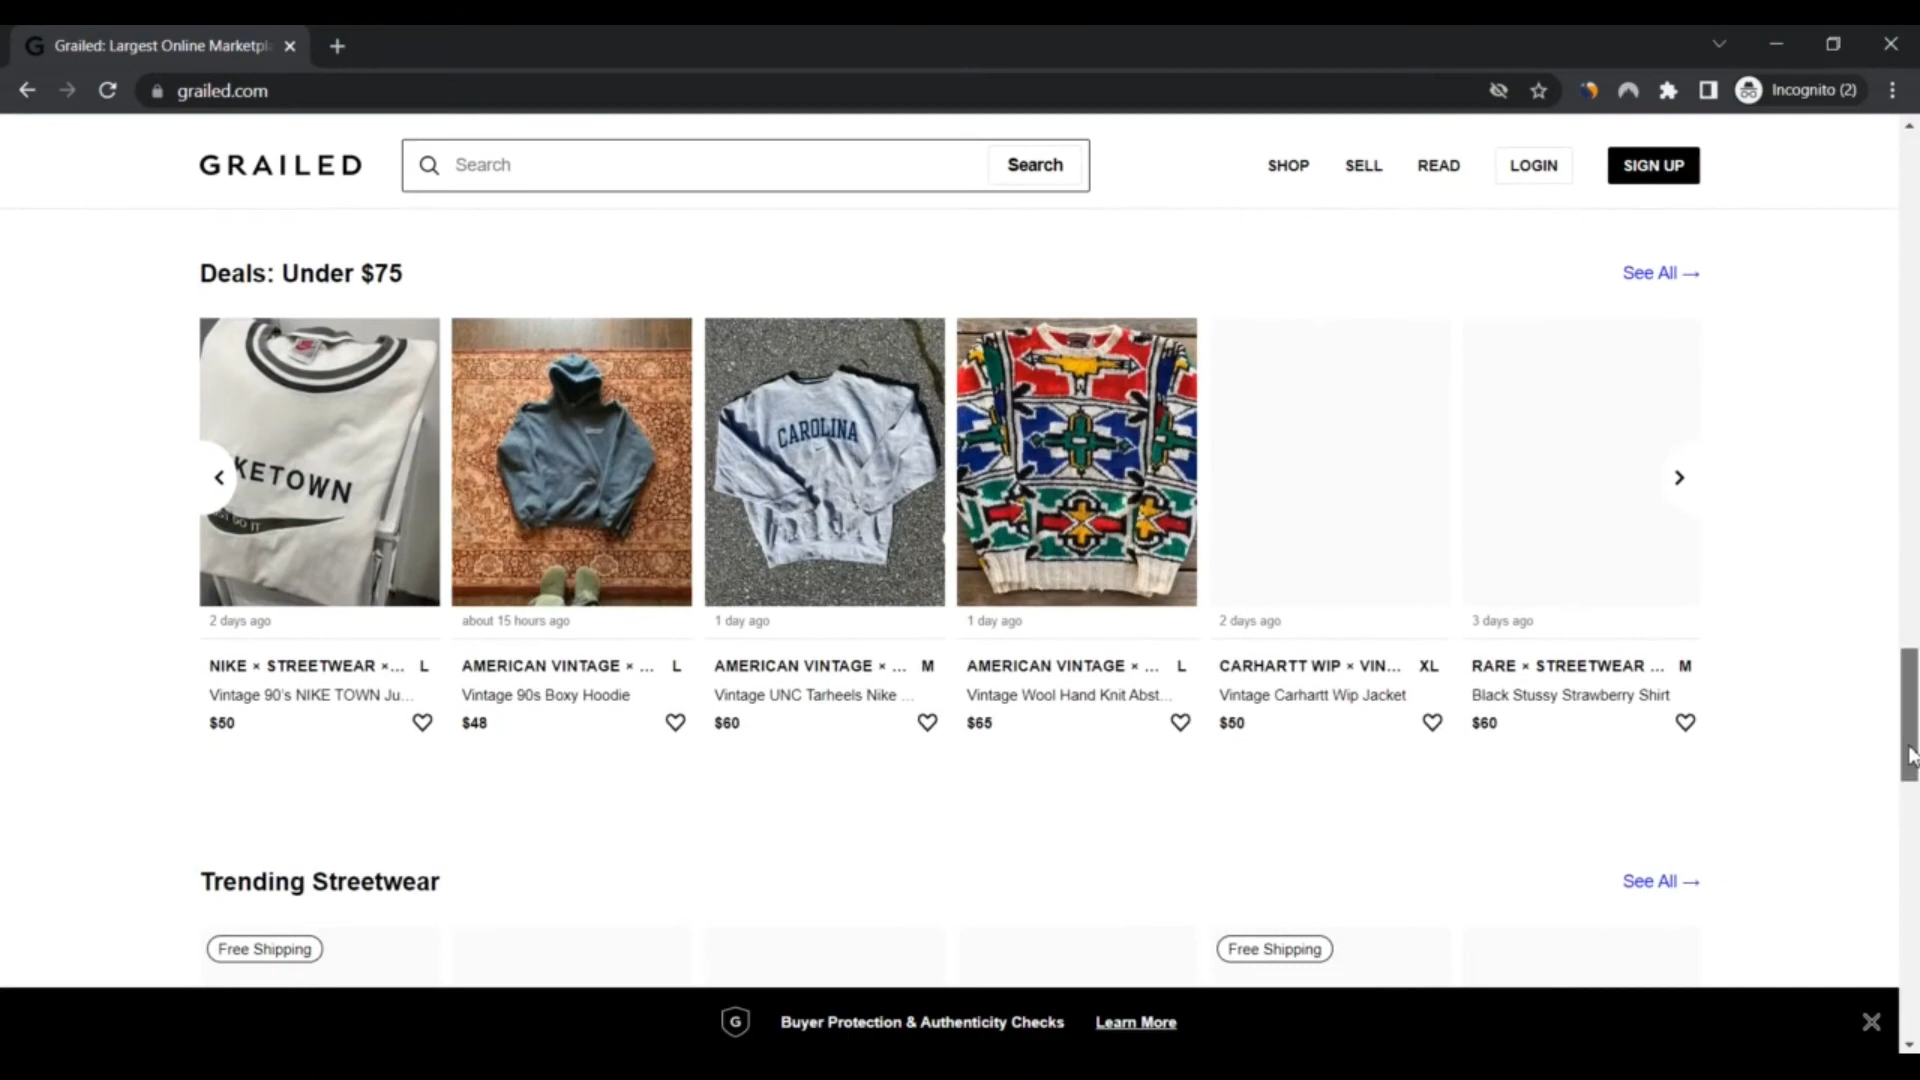 Grailed: Largest Online Marketpl
grailed.com
Incognito (2)
GRAILED
Search
Search
SHOP
SELL
READ
LOGIN
SIGN UP
Deals: Under $75
See All →
KETOWN
CAROLINA
2 days ago
about 15 hours ago
1 day ago
1 day ago
2 days ago
3 days ago
NIKE × STREETWEAR ×... L
AMERICAN VINTAGE × ... L
AMERICAN VINTAGE × ... M
AMERICAN VINTAGE × ... L
CARHARTT WIP × VIN... XL
RARE × STREETWEAR ... M
Vintage 90's NIKE TOWN Ju...
Vintage 90s Boxy Hoodie
Vintage UNC Tarheels Nike ...
Vintage Wool Hand Knit Abst...
Vintage Carhartt Wip Jacket
Black Stussy Strawberry Shirt
$50
$48
$60
$65
$50
$60
Trending Streetwear
See All →
Free Shipping
Free Shipping
G
Buyer Protection & Authenticity Checks
Learn More